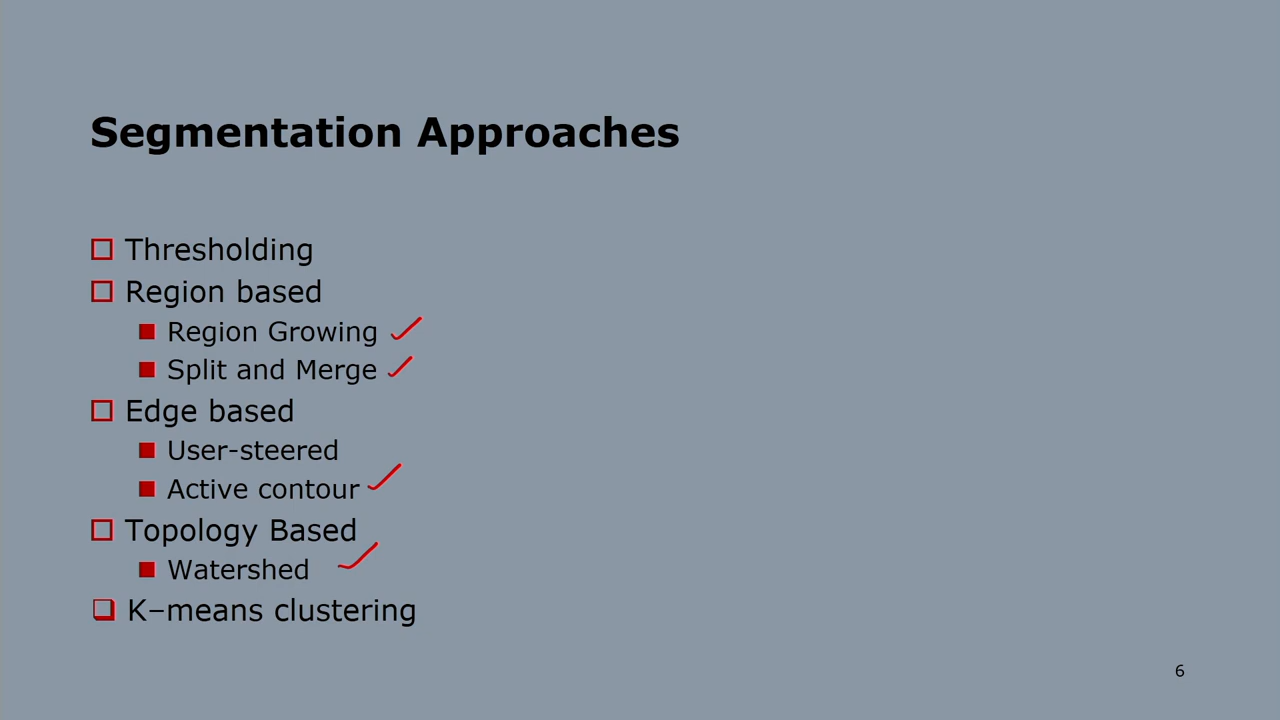 Segmentation Approaches
Thresholding
Region based
Region Growing
Split and Merge
Edge based
User-steered
Active contour
Topology Based
Watershed
K–means clustering
6